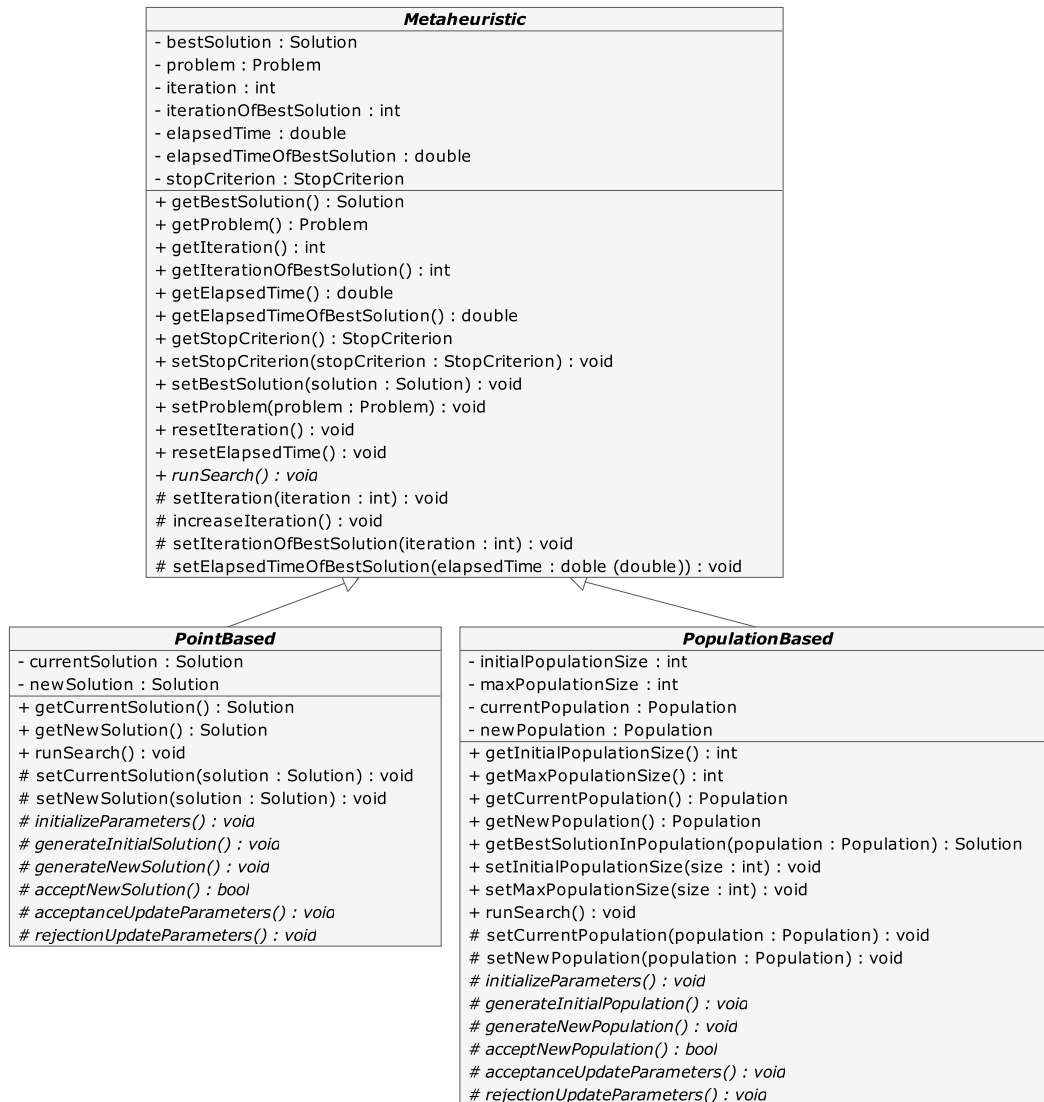 Metaheuristic
- bestSolution : Solution
- problem : Problem
- iteration : int
- iterationOfBestSolution : int
- elapsedTime : double
- elapsedTimeOfBestSolution : double
- stopCriterion : StopCriterion
+ getBestSolution() : Solution
+ getProblem() : Problem
+ getIteration() : int
+ getIterationOfBestSolution() : int
+ getElapsedTime() : double
+ getElapsedTimeOfBestSolution() : double
+ getStopCriterion() : StopCriterion
+ setStopCriterion(stopCriterion : StopCriterion) : void
+ setBestSolution(solution : Solution) : void
+ setProblem(problem : Problem) : void
+ resetIteration() : void
+ resetElapsedTime() : void
+ runSearch() : void
# setIteration(iteration : int) : void
# increaseIteration() : void
# setIterationOfBestSolution(iteration : int) : void
# setElapsedTimeOfBestSolution(elapsedTime : doble (double)) : void
PointBased
- currentSolution : Solution
- newSolution : Solution
+ getCurrentSolution() : Solution
+ getNewSolution() : Solution
+ runSearch() : void
# setCurrentSolution(solution : Solution) : void
# setNewSolution(solution : Solution) : void
# initializeParameters() : void
# generateInitialSolution() : void
# generateNewSolution() : void
# acceptNewSolution() : bool
# acceptanceUpdateParameters() : void
# rejectionUpdateParameters() : void
PopulationBased
- initialPopulationSize : int
- maxPopulationSize : int
- currentPopulation : Population
- newPopulation : Population
+ getInitialPopulationSize() : int
+ getMaxPopulationSize() : int
+ getCurrentPopulation() : Population
+ getNewPopulation() : Population
+ getBestSolutionInPopulation(population : Population) : Solution
+ setInitialPopulationSize(size : int) : void
+ setMaxPopulationSize(size : int) : void
+ runSearch() : void
# setCurrentPopulation(population : Population) : void
# setNewPopulation(population : Population) : void
# initializeParameters() : void
# generateInitialPopulation() : void
# generateNewPopulation() : void
# acceptNewPopulation() : bool
# acceptanceUpdateParameters() : void
# rejectionUpdateParameters() : void